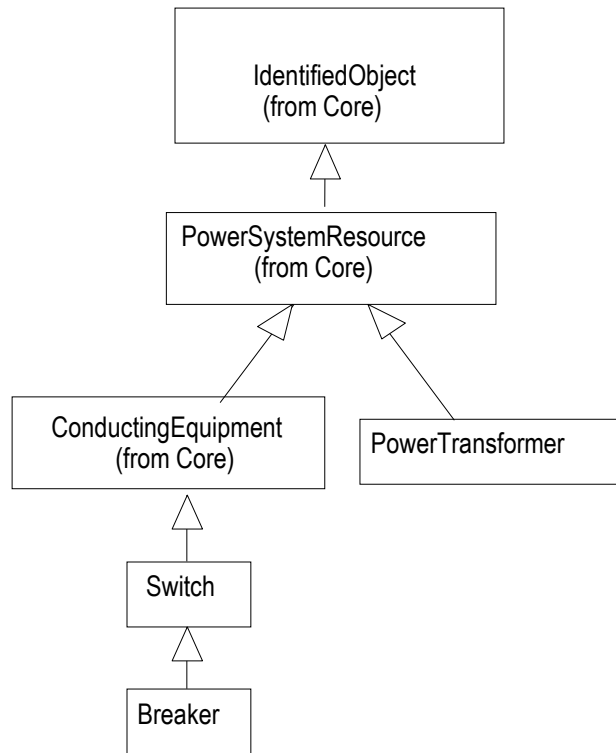 IdentifiedObject
(from Core)
PowerSystemResource
(from Core)
ConductingEquipment
(from Core)
PowerTransformer
Switch
Breaker